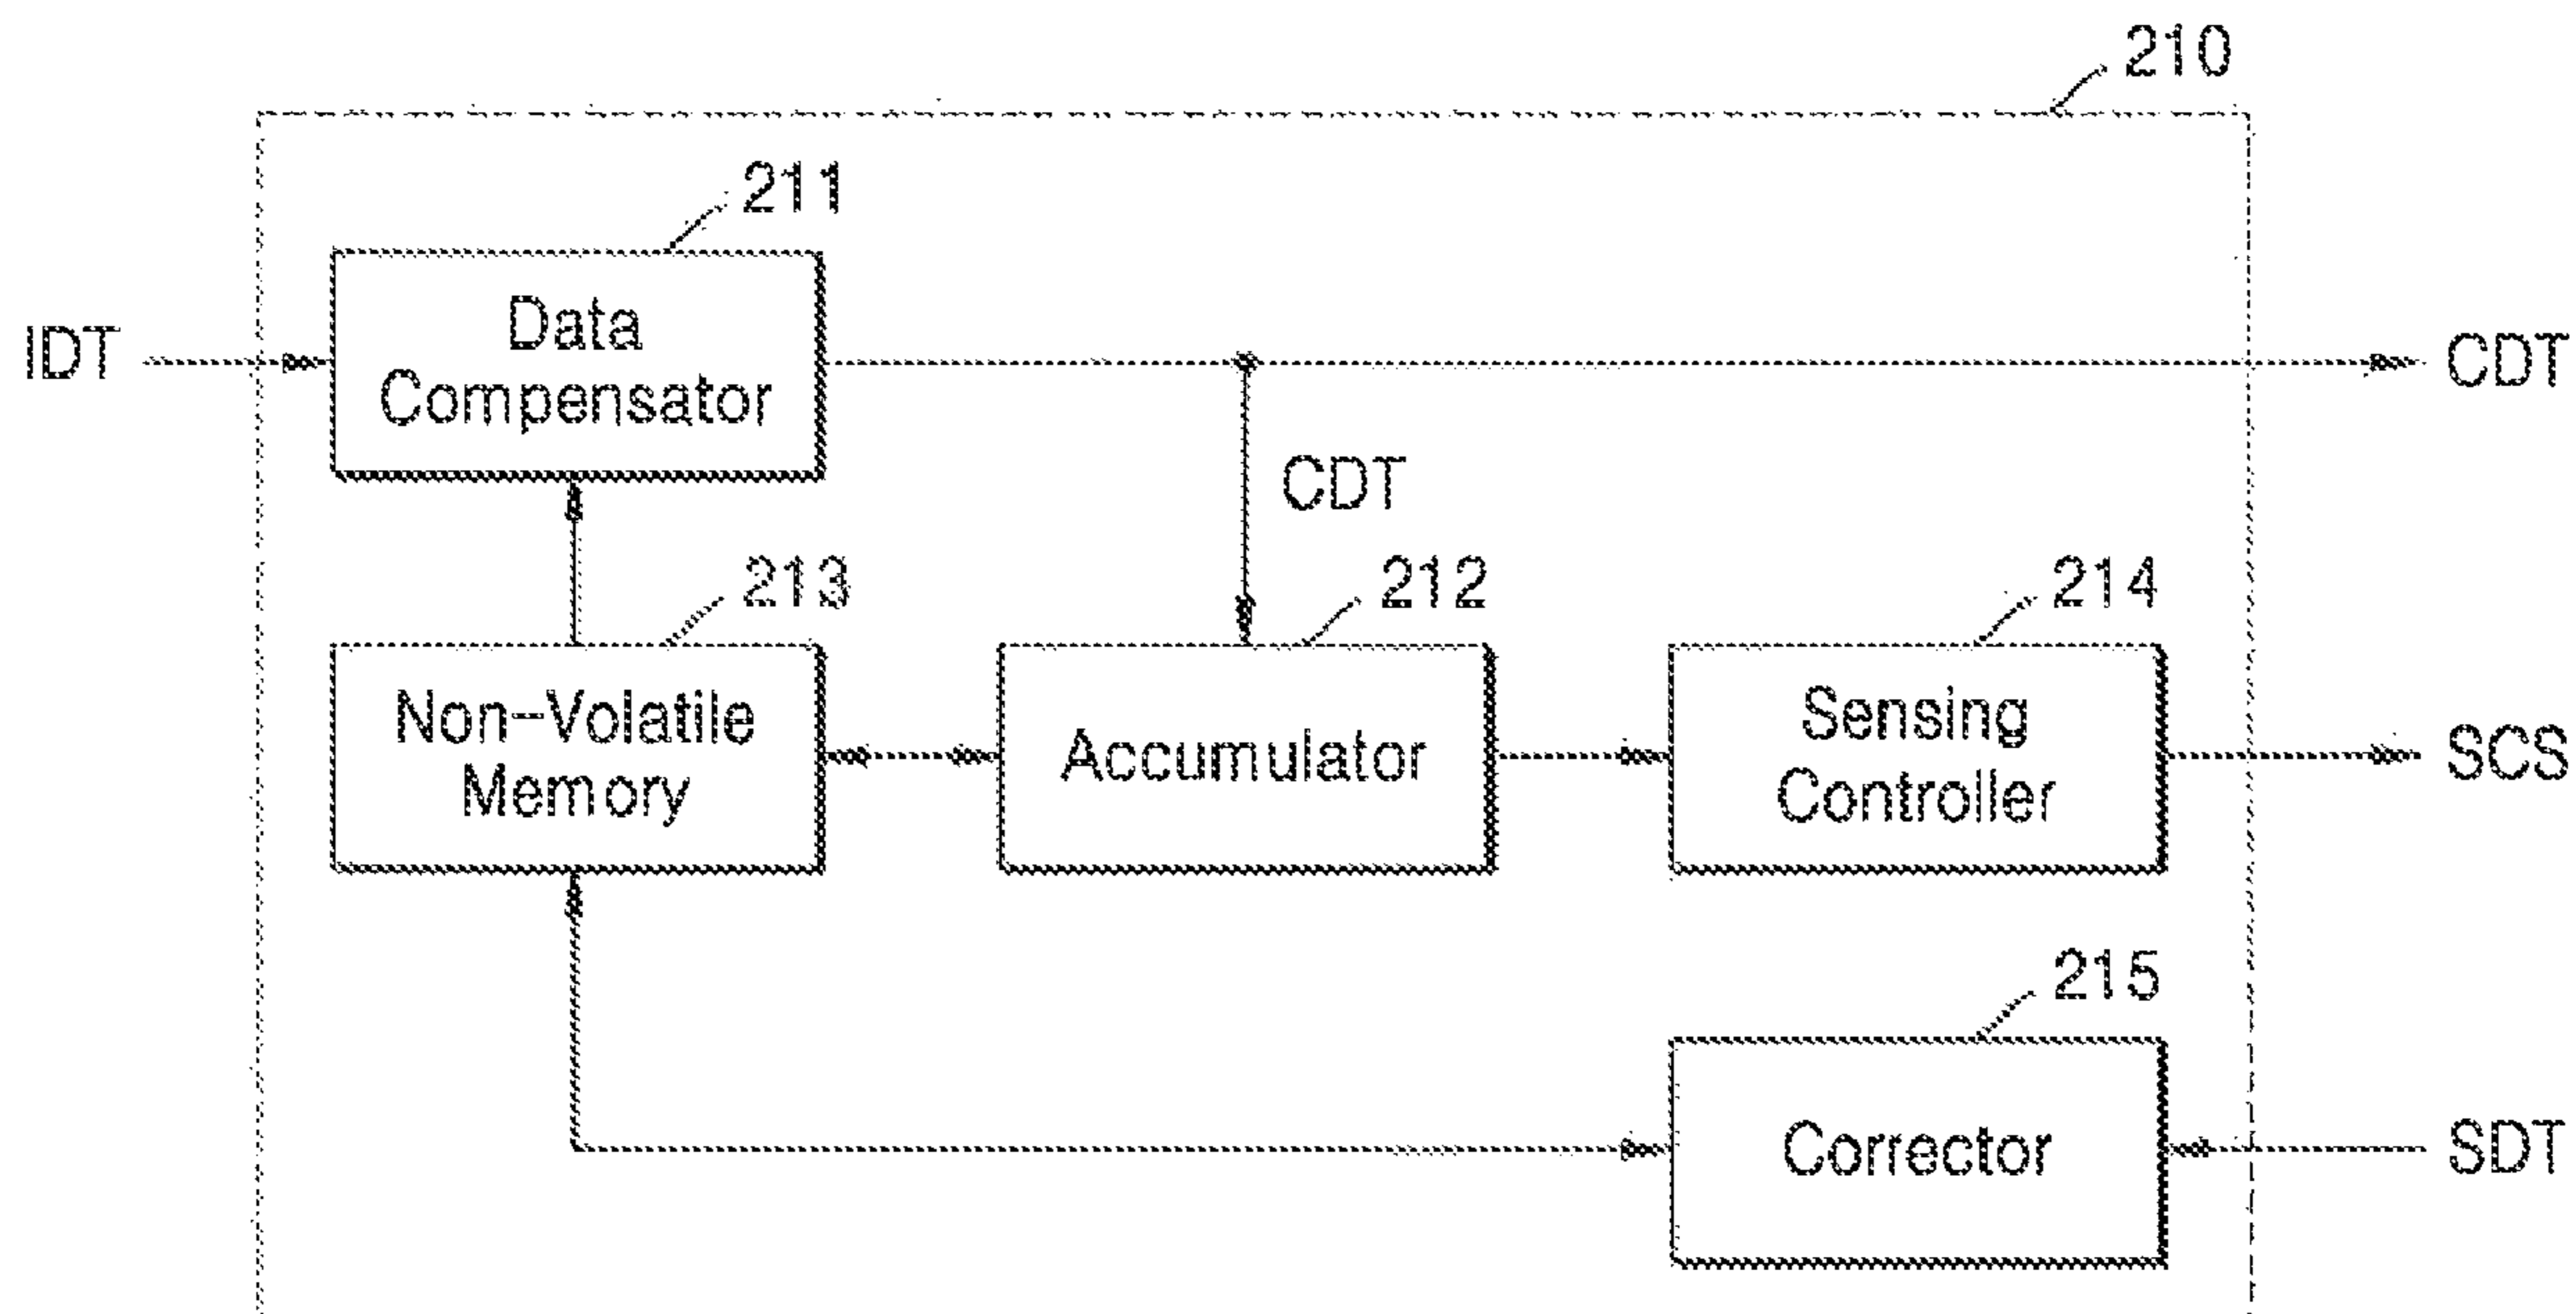 210
211
IDT
Data
Compensator
CDT
CDT
213
212
214
Non-Volatile
Memory
Accumulator
Sensing
Controller
SCS
215
Corrector
SDT